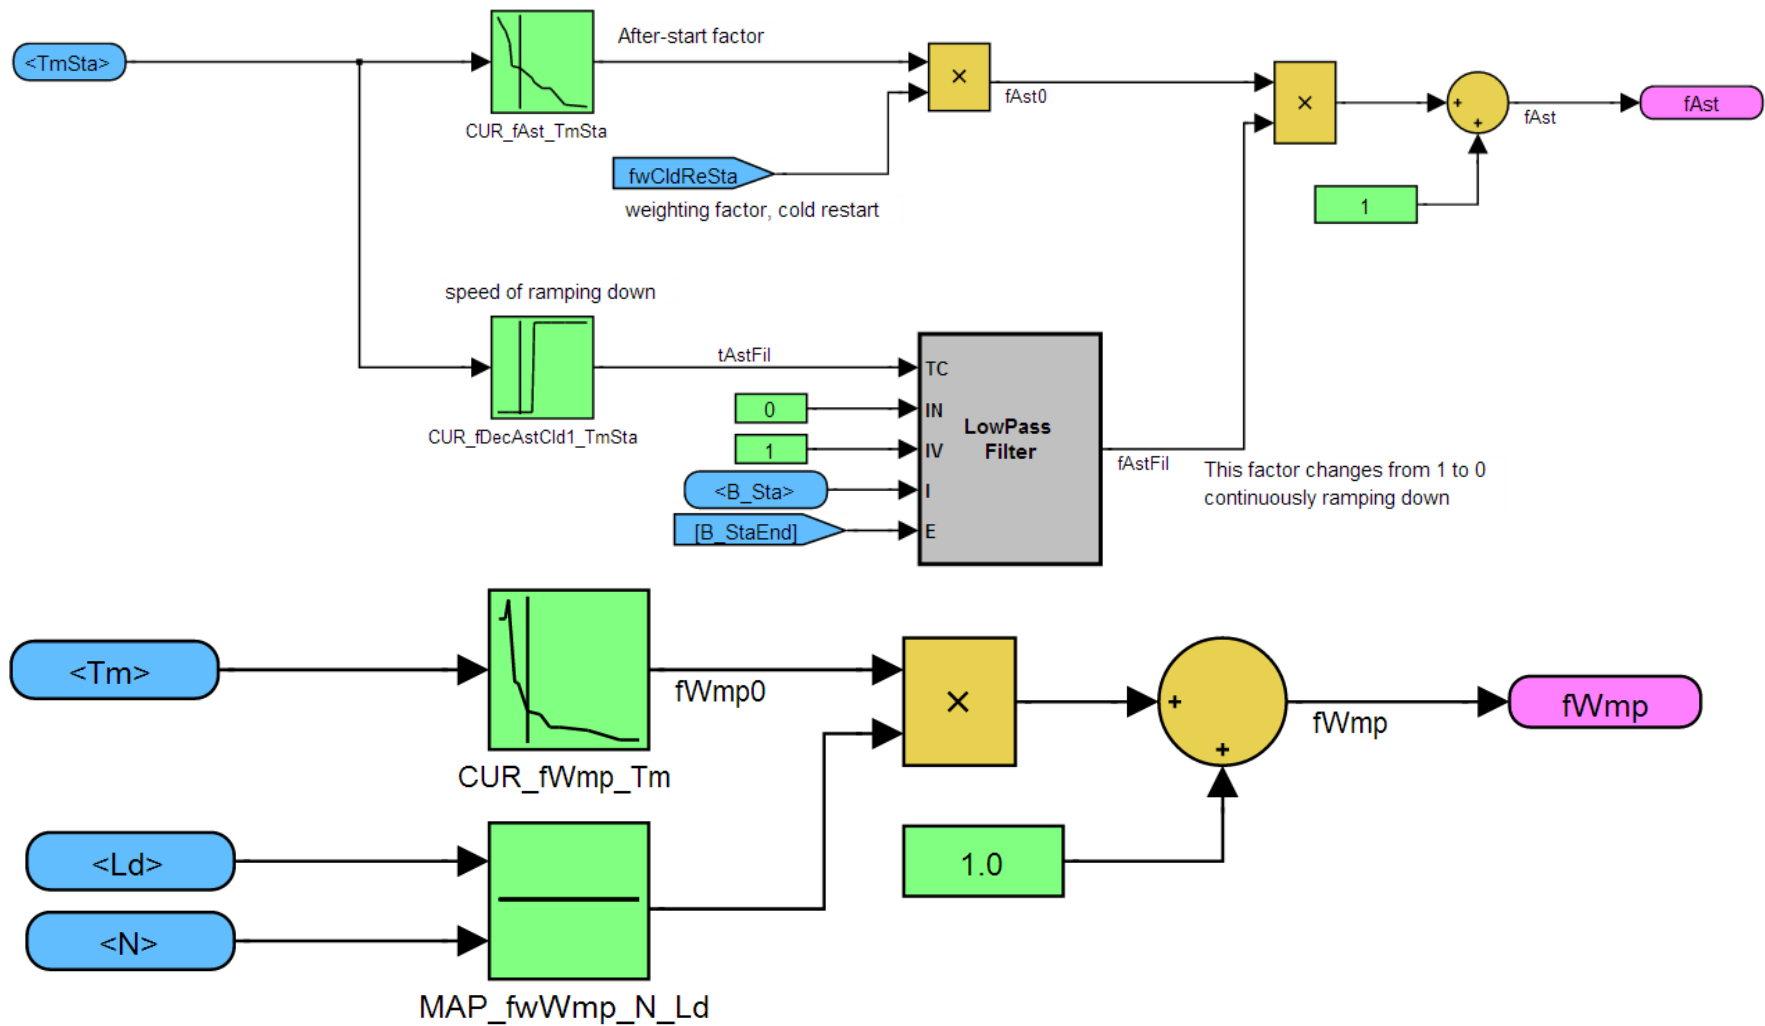 <TmSta>
After-start factor
CUR_fAst_TmSta
×
fAst0
×
+
+
fAst
fAst
fwCldReSta
weighting factor, cold restart
1
speed of ramping down
CUR_fDecAstCld1_TmSta
tAstFil
TC
0
IN
1
IV
<B_Sta>
I
[B_StaEnd]
E
LowPass
Filter
fAstFil
This factor changes from 1 to 0
continuously ramping down
<Tm>
CUR_fWmp_Tm
fWmp0
×
+
+
fWmp
fWmp
<Ld>
<N>
MAP_fwWmp_N_Ld
1.0